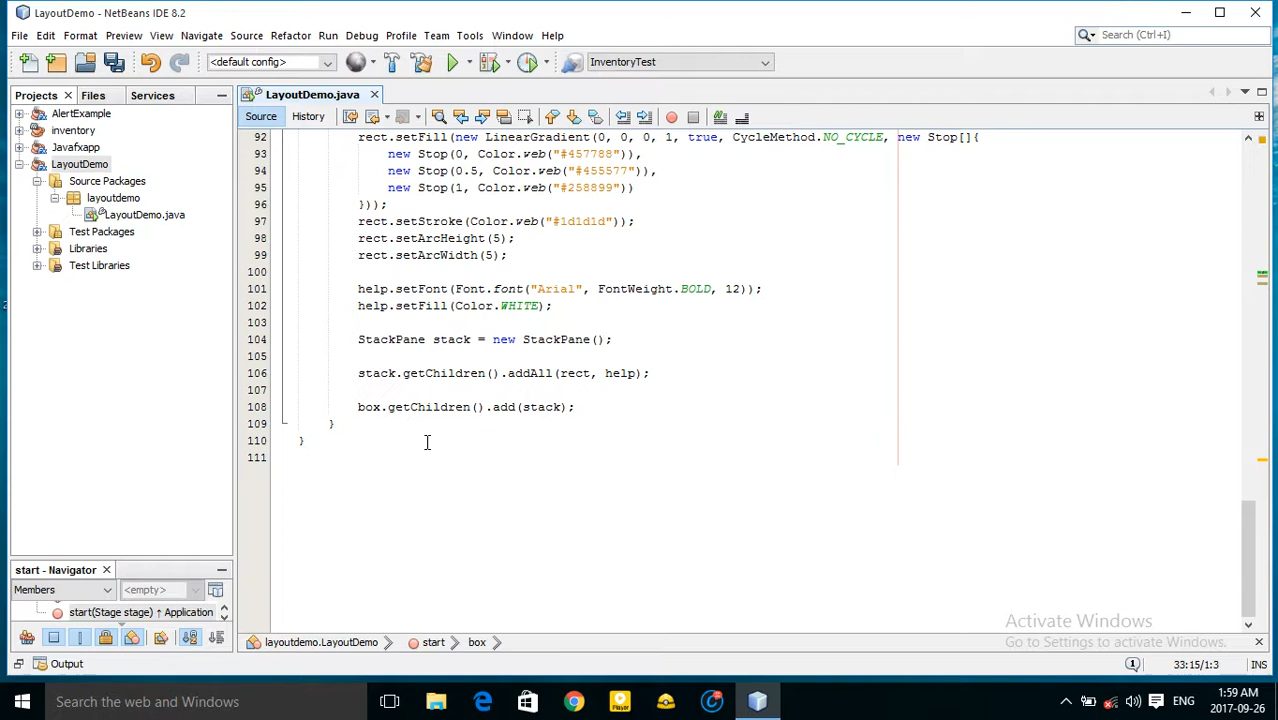 LayoutDemo - NetBeans IDE 8.2
File Edit Format Preview View Navigate Source Refactor Run Debug Profile Team Tools Window Help
Search (Ctrl+I)
<default config>
InventoryTest
Projects Files Services
LayoutDemo.java
Source History
AlertExample
inventory
Javafxapp
LayoutDemo
Source Packages
layoutdemo
LayoutDemo.java
Test Packages
Libraries
Test Libraries
92 rect.setFill(new LinearGradient(0, 0, 0, 1, true, CycleMethod.NO_CYCLE, new Stop[]{
93 new Stop(0, Color.web("#457788")),
94 new Stop(0.5, Color.web("#455577")),
95 new Stop(1, Color.web("#258899"))
96 }));
97 rect.setStroke(Color.web("#1d1d1d"));
98 rect.setArcHeight(5);
99 rect.setArcWidth(5);
100
101 help.setFont(Font.font("Arial", FontWeight.BOLD, 12));
102 help.setFill(Color.WHITE);
103
104 StackPane stack = new StackPane();
105
106 stack.getChildren().addAll(rect, help);
107
108 box.getChildren().add(stack);
109 }
110 }
111
start - Navigator
Members
<empty>
start(Stage stage) ↑ Application
layoutdemo.LayoutDemo
start
box
Output
1
33:15/1:3
INS
Activate Windows
Go to Settings to activate Windows.
Search the web and Windows
Player
ENG
1:59 AM
2017-09-26